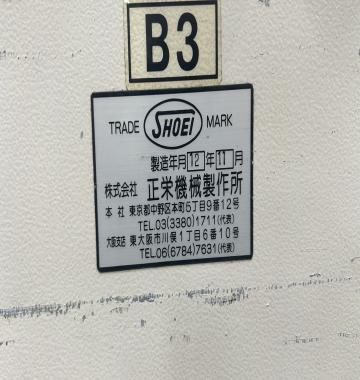 B3
TRADE SHOEI MARK
製造年月 12 年 11 月
株式会社 正栄機械製作所
本社 東京都中野区本町5丁目9番12号
TEL.03(3380)1711(代表)
大阪支店 東大阪市川俣1丁目6番10号
TEL06(6784)7631(代表)